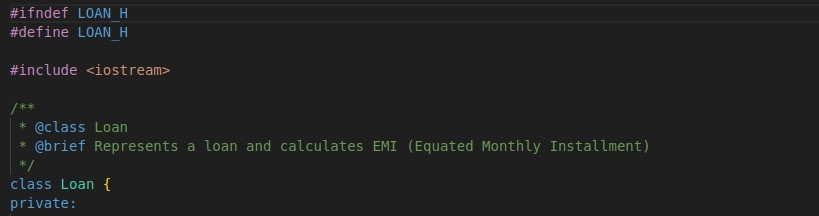 #ifndef LOAN_H
#define LOAN_H
#include <iostream>
/**
* @class Loan
* @brief Represents a loan and calculates EMI (Equated Monthly Installment)
*/
class Loan {
private: